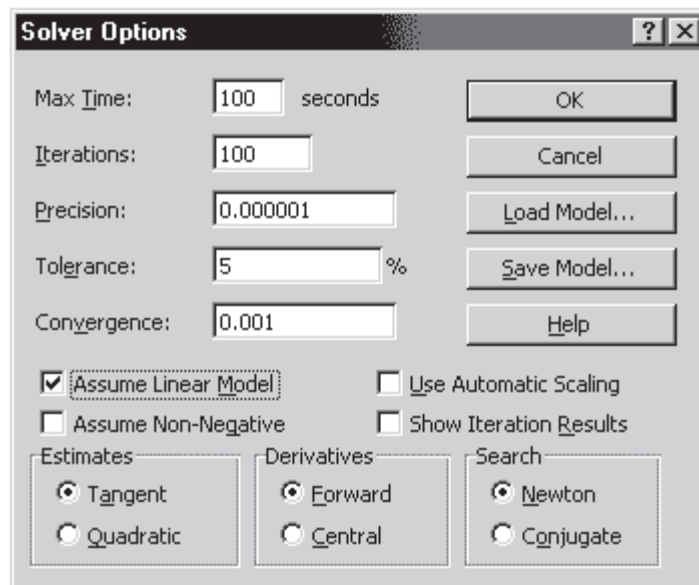 Solver Options
Max Time: 100 seconds OK
Iterations: 100 Cancel
Precision: 0.000001 Load Model...
Tolerance: 5 % Save Model...
Convergence: 0.001 Help
Assume Linear Model Use Automatic Scaling
Assume Non-Negative Show Iteration Results
Estimates Derivatives Search
Tangent Forward Newton
Quadratic Central Conjugate